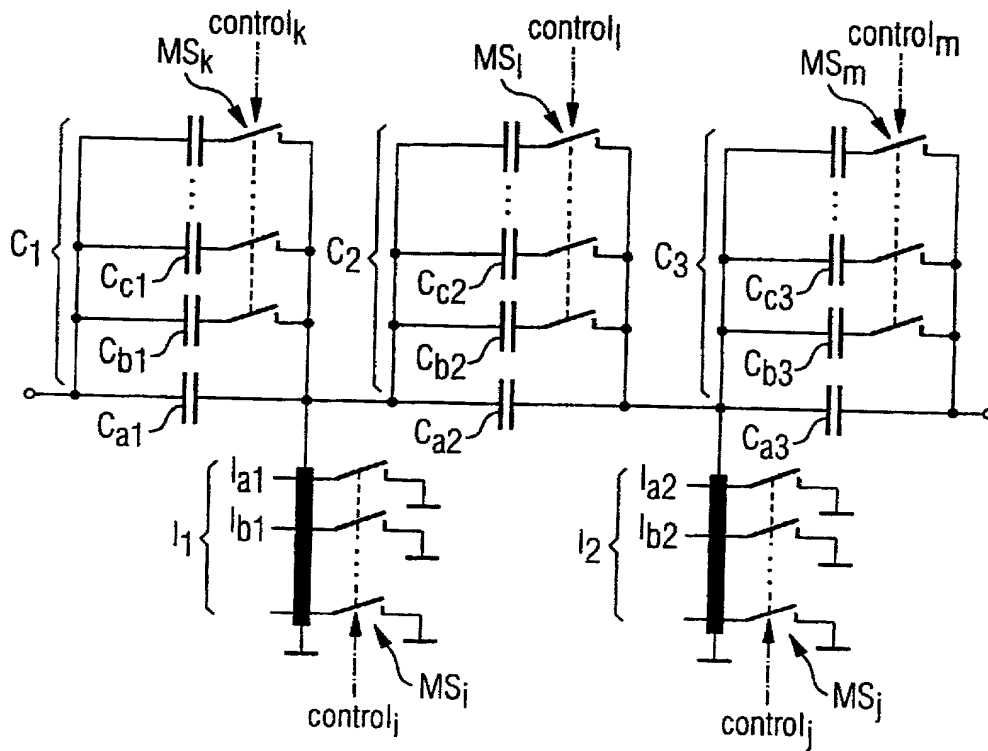 control_k
control_l
control_m
MS_k
MS_l
MS_m
C_1
C_2
C_3
C_c1
C_c2
C_c3
C_b1
C_b2
C_b3
C_a1
C_a2
C_a3
l_a1
l_a2
l_b1
l_b2
l_1
l_2
MS_i
MS_j
control_j
control_j